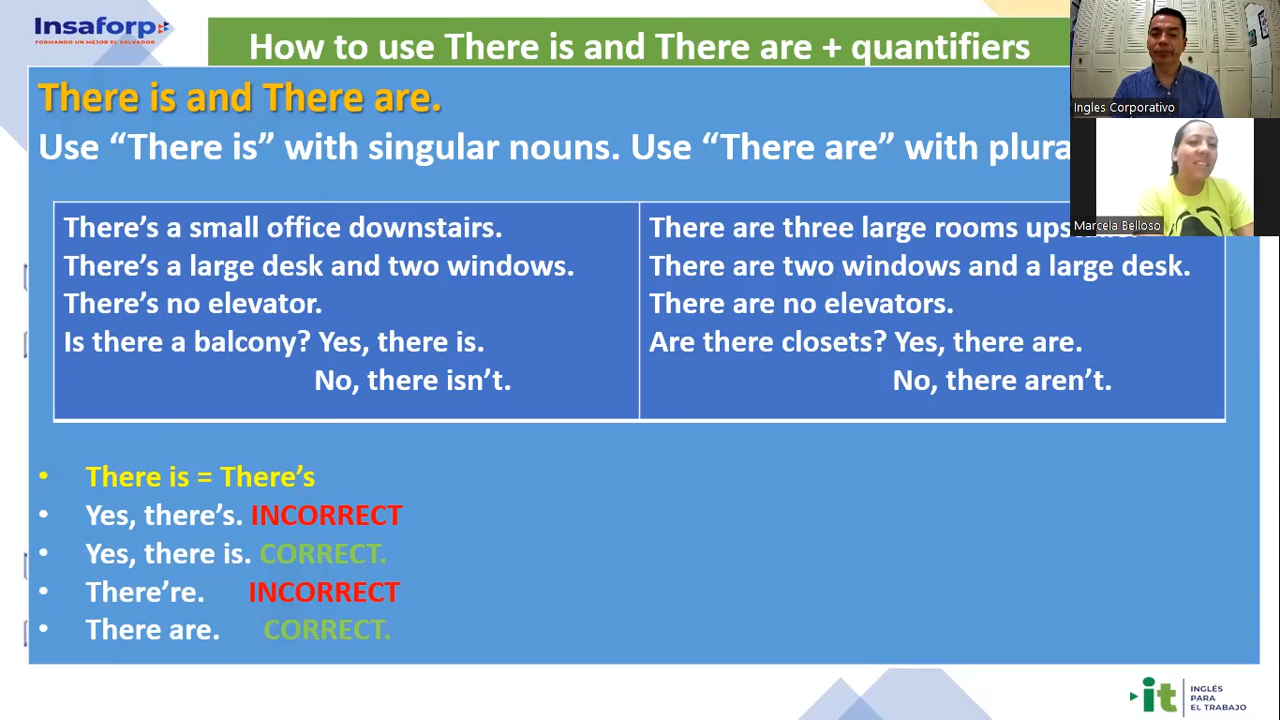 Insaforp
FORMANDO UN MEJOR EL SALVADOR
How to use There is and There are + quantifiers
There is and There are.
Use “There is” with singular nouns. Use “There are” with
There’s a small office downstairs.
There’s a large desk and two windows.
There’s no elevator.
Is there a balcony? Yes, there is.
No, there isn’t.
There are three large rooms
There are two windows and a large desk.
There are no elevators.
Are there closets? Yes, there are.
No, there aren’t.
• There is = There’s
• Yes, there’s. INCORRECT
• Yes, there is. CORRECT.
• There’re. INCORRECT
• There are. CORRECT.
Ingles Corporativo
Marcela Belloso
it
INGLÉS
PARA
EL TRABAJO